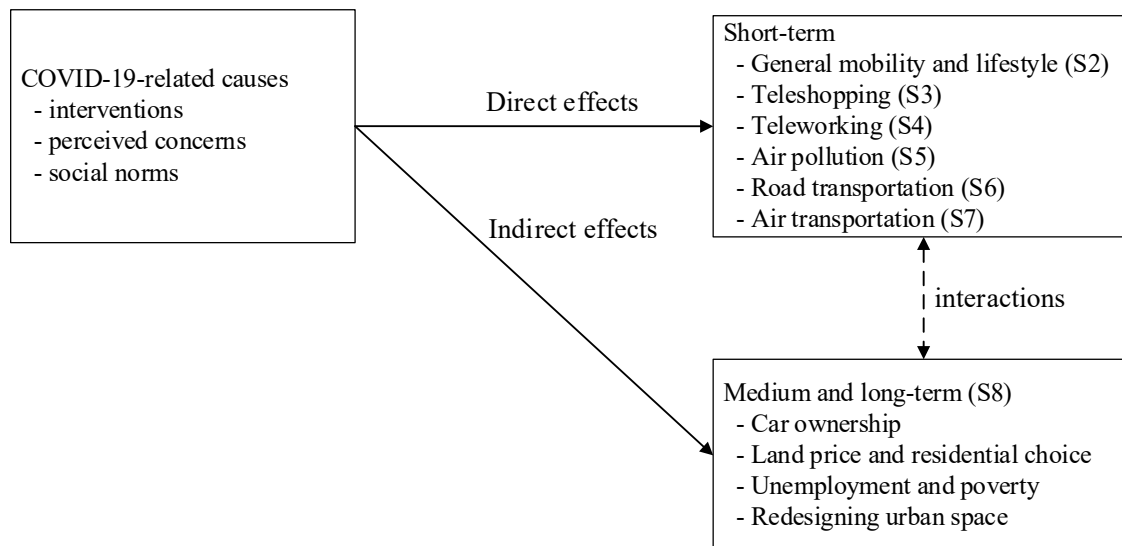 COVID-19-related causes
- interventions
- perceived concerns
- social norms
Direct effects
Indirect effects
Short-term
- General mobility and lifestyle (S2)
- Teleshopping (S3)
- Teleworking (S4)
- Air pollution (S5)
- Road transportation (S6)
- Air transportation (S7)
interactions
Medium and long-term (S8)
- Car ownership
- Land price and residential choice
- Unemployment and poverty
- Redesigning urban space